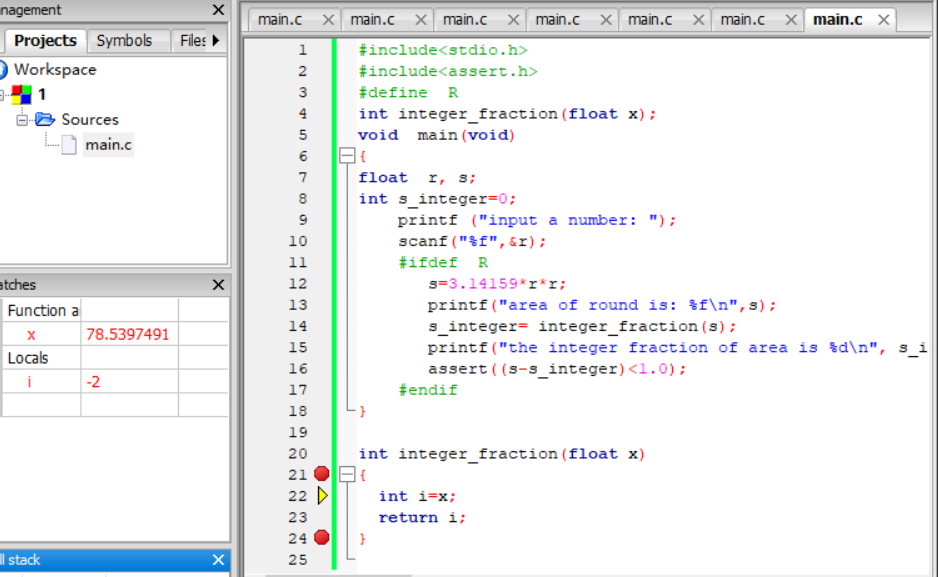 nagement
Projects Symbols Files
Workspace
1
Sources
main.c
atches
Function a
x 78.5397491
Locals
i -2
ll stack
main.c main.c main.c main.c main.c main.c main.c
1 #include<stdio.h>
2 #include<assert.h>
3 #define  R
4 int integer_fraction(float x);
5 void  main(void)
6 {
7 float  r, s;
8 int s_integer=0;
9     printf ("input a number: ");
10     scanf("%f",&r);
11     #ifdef  R
12        s=3.14159*r*r;
13        printf("area of round is: %f\n",s);
14        s_integer= integer_fraction(s);
15        printf("the integer fraction of area is %d\n", s_i
16        assert((s-s_integer)<1.0);
17     #endif
18 }
19
20 int integer_fraction(float x)
21 {
22   int i=x;
23   return i;
24 }
25